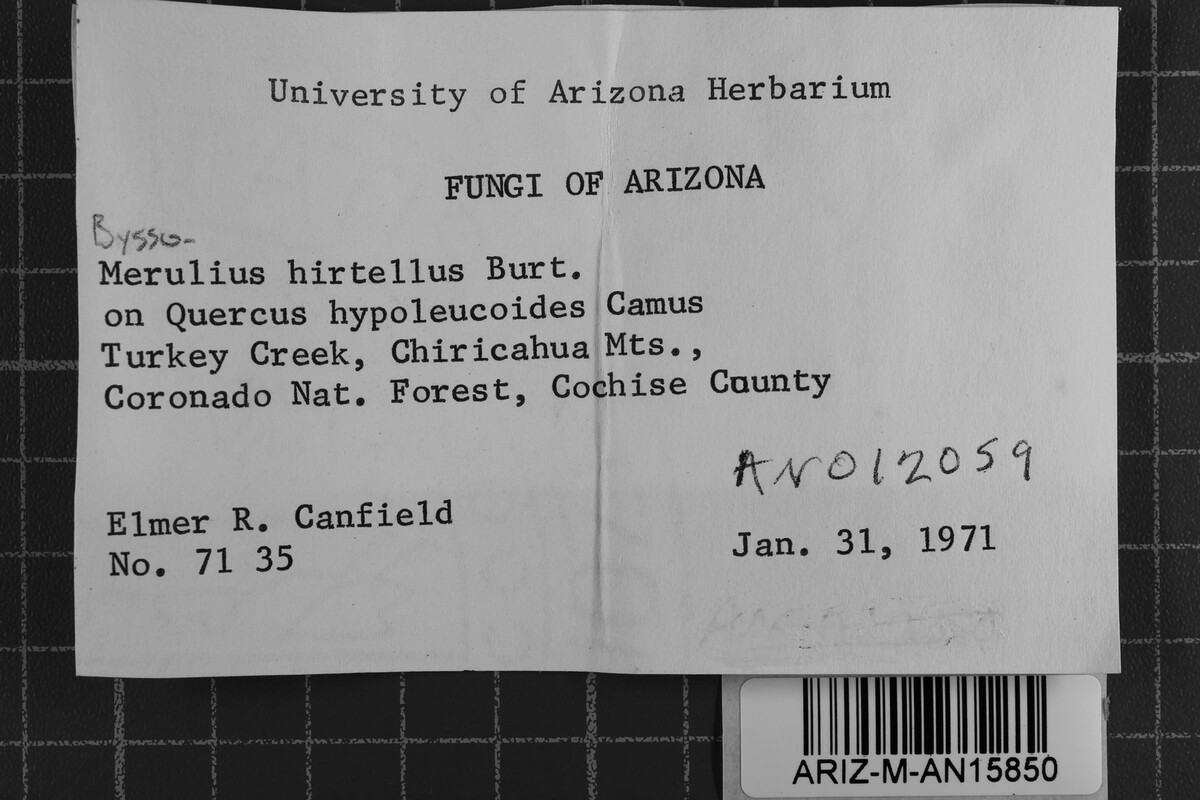 University of Arizona Herbarium
FUNGI OF ARIZONA
Bysso-
Merulius hirtellus Burt.
on Quercus hypoleucoides Camus
Turkey Creek, Chiricahua Mts.,
Coronado Nat. Forest, Cochise County
AN012059
Elmer R. Canfield
No. 71 35
Jan. 31, 1971
ARIZ-M-AN15850